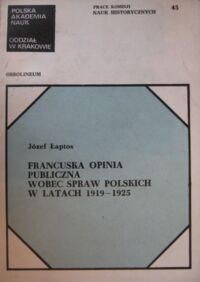 POLSKA
AKADEMIA
NAUK
ODDZIAŁ
W KRAKOWIE
PRACE KOMISJI
NAUK HISTORYCZNYCH
45
OSSOLINEUM
Józef Łaptos
FRANCUSKA OPINIA
PUBLICZNA
WOBEC SPRAW POLSKICH
W LATACH 1919–1925